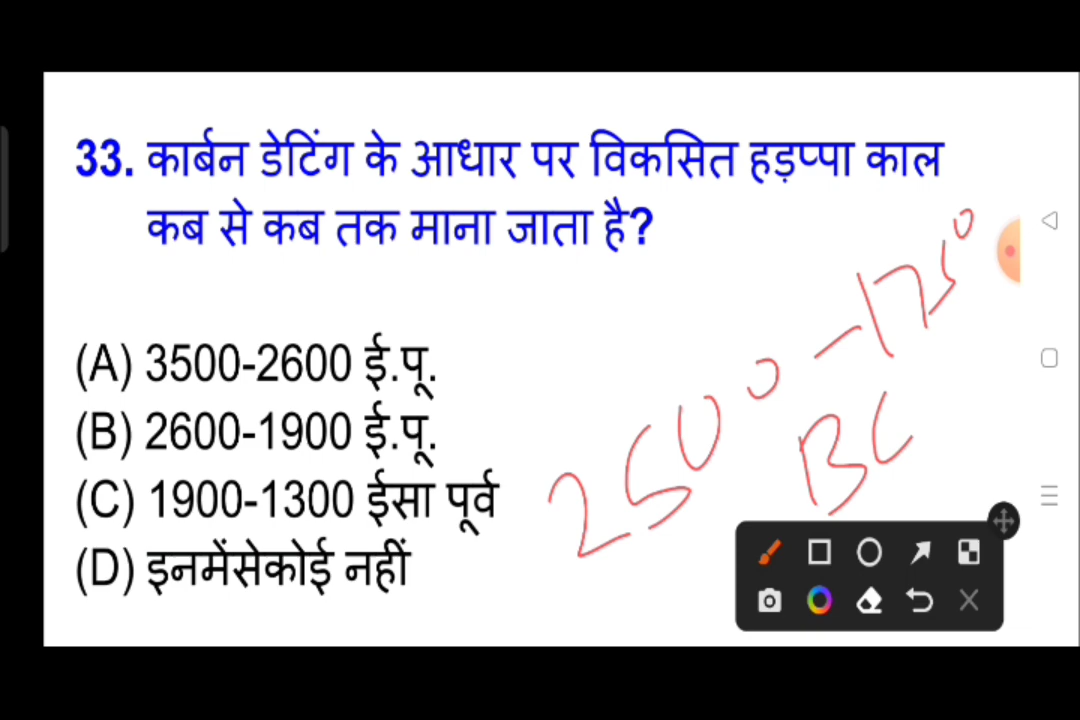 33. कार्बन डेटिंग के आधार पर विकसित हड़प्पा काल
कब से कब तक माना जाता है?
(A) 3500-2600 ई.पू.
(B) 2600-1900 ई.पू.
(C) 1900-1300 ईसा पूर्व
(D) इनमेंसेकोई नहीं
2500-1750
BC